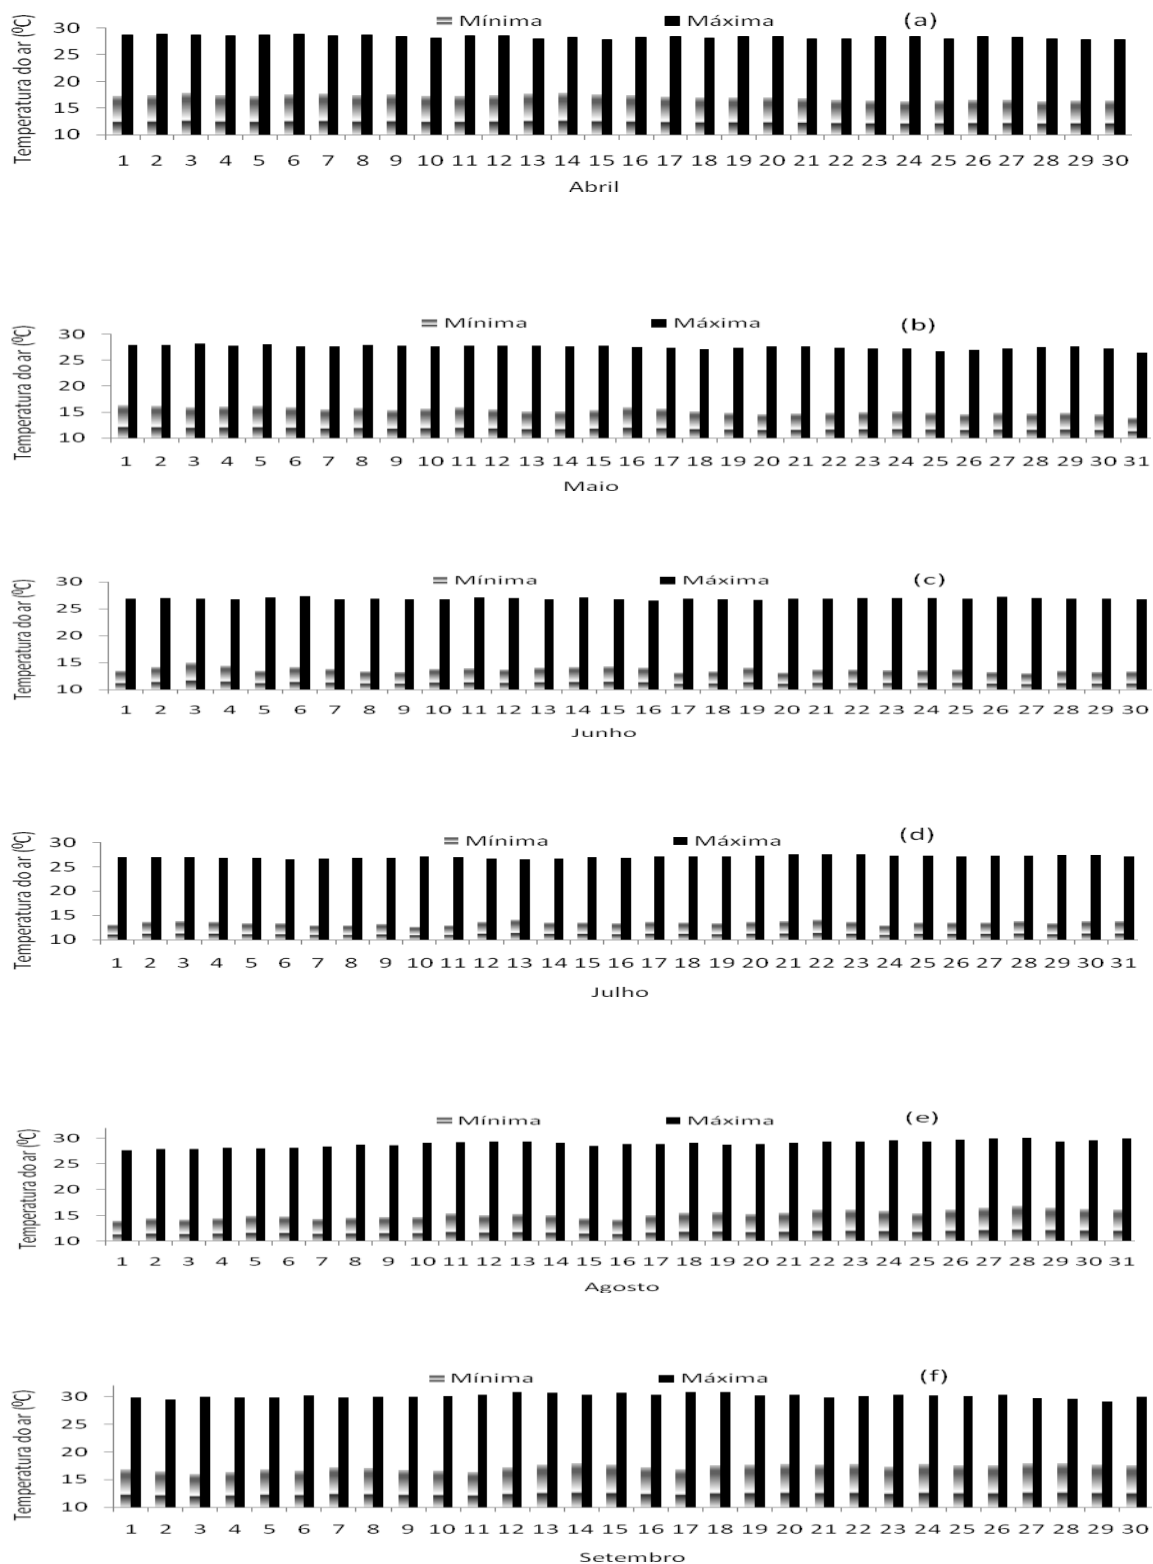 Mínima Máxima (a)
Temperatura do ar (ºC)
30
25
20
15
10
1 2 3 4 5 6 7 8 9 10 11 12 13 14 15 16 17 18 19 20 21 22 23 24 25 26 27 28 29 30
Abril
Mínima Máxima (b)
Temperatura do ar (ºC)
30
25
20
15
10
1 2 3 4 5 6 7 8 9 10 11 12 13 14 15 16 17 18 19 20 21 22 23 24 25 26 27 28 29 30 31
Maio
Mínima Máxima (c)
Temperatura do ar (ºC)
30
25
20
15
10
1 2 3 4 5 6 7 8 9 10 11 12 13 14 15 16 17 18 19 20 21 22 23 24 25 26 27 28 29 30
Junho
Mínima Máxima (d)
Temperatura do ar (ºC)
30
25
20
15
10
1 2 3 4 5 6 7 8 9 10 11 12 13 14 15 16 17 18 19 20 21 22 23 24 25 26 27 28 29 30 31
Julho
Mínima Máxima (e)
Temperatura do ar (ºC)
30
25
20
15
10
1 2 3 4 5 6 7 8 9 10 11 12 13 14 15 16 17 18 19 20 21 22 23 24 25 26 27 28 29 30 31
Agosto
Mínima Máxima (f)
Temperatura do ar (ºC)
30
25
20
15
10
1 2 3 4 5 6 7 8 9 10 11 12 13 14 15 16 17 18 19 20 21 22 23 24 25 26 27 28 29 30
Setembro